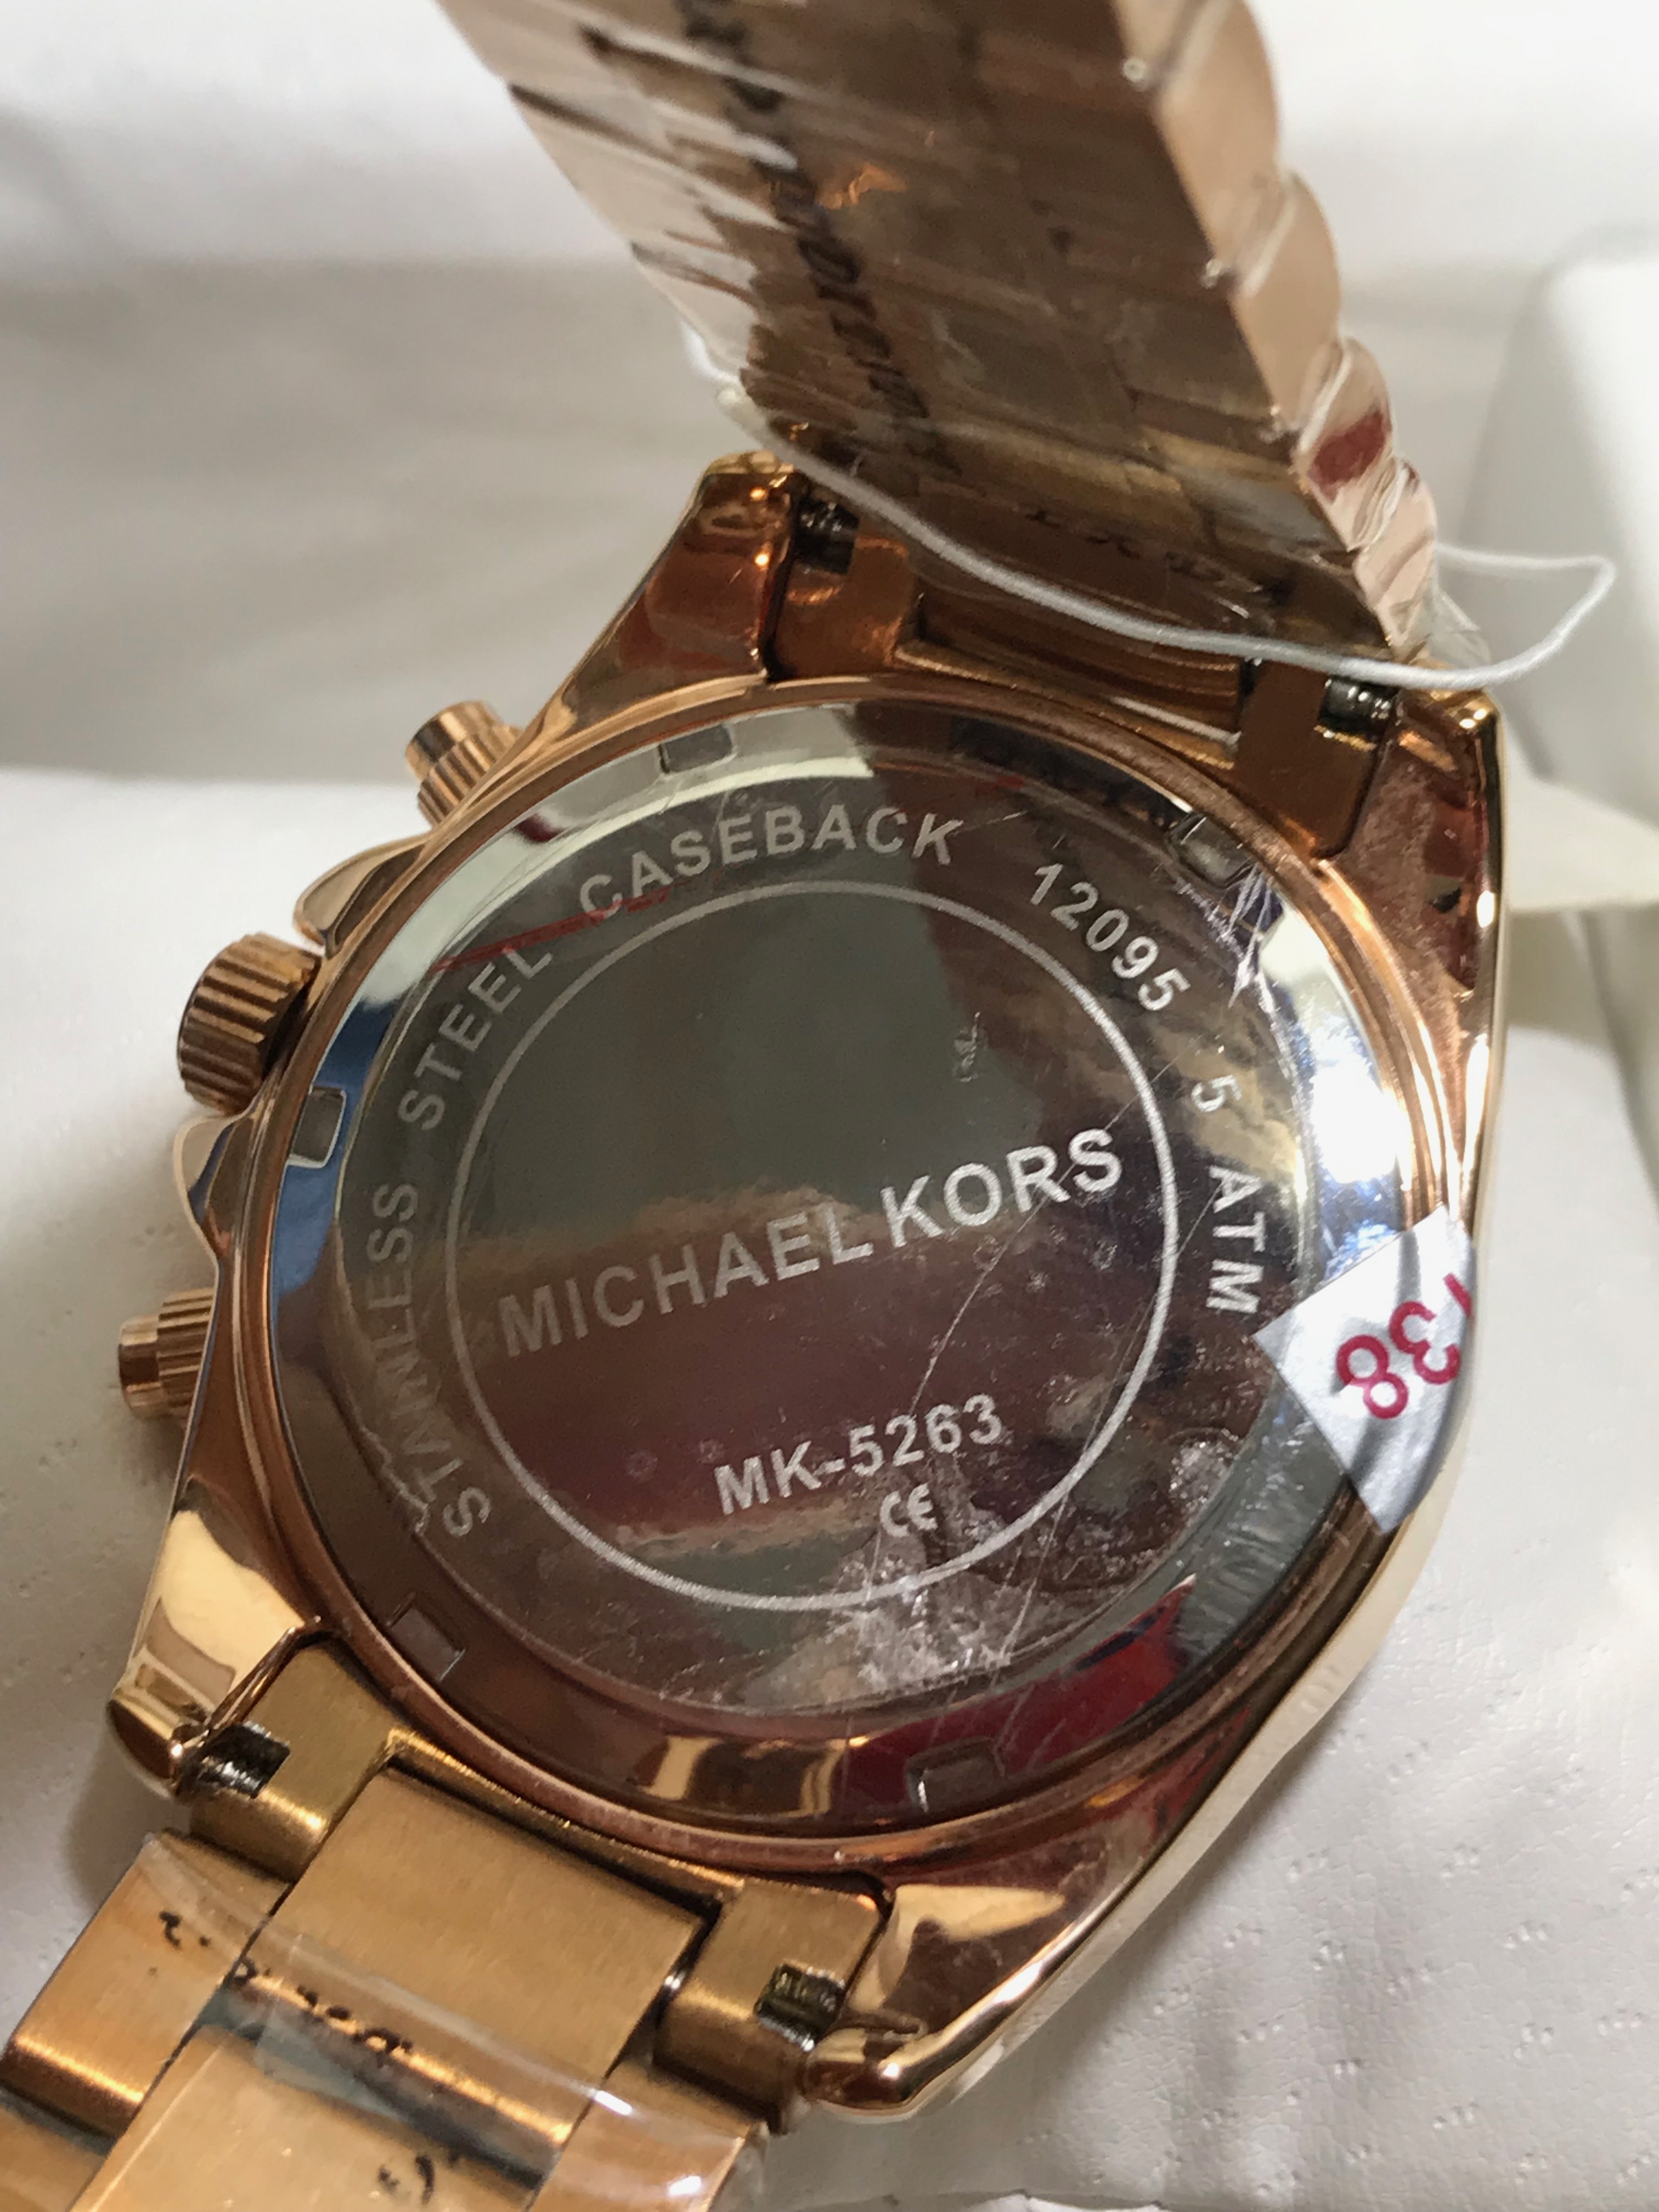 STAINLESS STEEL CASEBACK 12095 5 ATM
MICHAEL KORS
MK-5263
CE
138